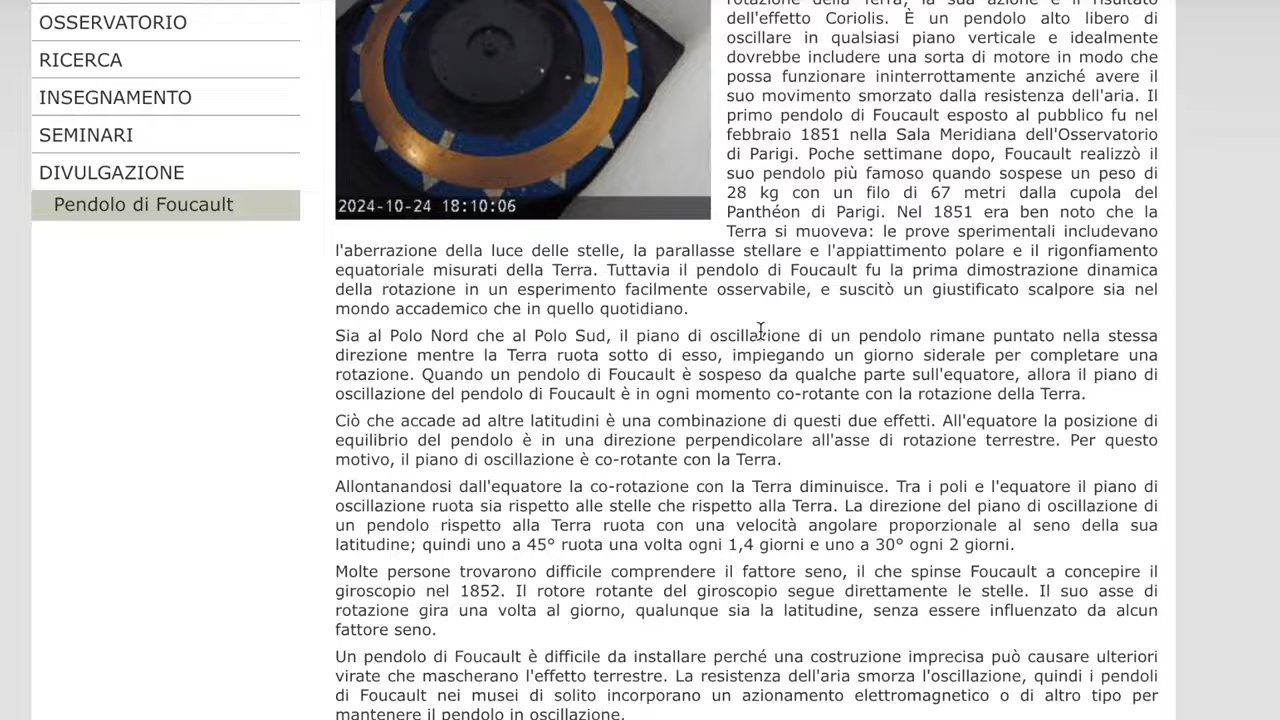 OSSERVATORIO
RICERCA
INSEGNAMENTO
SEMINARI
DIVULGAZIONE
Pendolo di Foucault
2024-10-24 18:10:06
rotazione della Terra, la sua azione è il risultato
dell'effetto Coriolis. È un pendolo alto libero di
oscillare in qualsiasi piano verticale e idealmente
dovrebbe includere una sorta di motore in modo che
possa funzionare ininterrottamente anziché avere il
suo movimento smorzato dalla resistenza dell'aria. Il
primo pendolo di Foucault esposto al pubblico fu nel
febbraio 1851 nella Sala Meridiana dell'Osservatorio
di Parigi. Poche settimane dopo, Foucault realizzò il
suo pendolo più famoso quando sospese un peso di
28 kg con un filo di 67 metri dalla cupola del
Panthéon di Parigi. Nel 1851 era ben noto che la
Terra si muoveva: le prove sperimentali includevano
l'aberrazione della luce delle stelle, la parallasse stellare e l'appiattimento polare e il rigonfiamento
equatoriale misurati della Terra. Tuttavia il pendolo di Foucault fu la prima dimostrazione dinamica
della rotazione in un esperimento facilmente osservabile, e suscitò un giustificato scalpore sia nel
mondo accademico che in quello quotidiano.
Sia al Polo Nord che al Polo Sud, il piano di oscillazione di un pendolo rimane puntato nella stessa
direzione mentre la Terra ruota sotto di esso, impiegando un giorno siderale per completare una
rotazione. Quando un pendolo di Foucault è sospeso da qualche parte sull'equatore, allora il piano di
oscillazione del pendolo di Foucault è in ogni momento co-rotante con la rotazione della Terra.
Ciò che accade ad altre latitudini è una combinazione di questi due effetti. All'equatore la posizione di
equilibrio del pendolo è in una direzione perpendicolare all'asse di rotazione terrestre. Per questo
motivo, il piano di oscillazione è co-rotante con la Terra.
Allontanandosi dall'equatore la co-rotazione con la Terra diminuisce. Tra i poli e l'equatore il piano di
oscillazione ruota sia rispetto alle stelle che rispetto alla Terra. La direzione del piano di oscillazione di
un pendolo rispetto alla Terra ruota con una velocità angolare proporzionale al seno della sua
latitudine; quindi uno a 45° ruota una volta ogni 1,4 giorni e uno a 30° ogni 2 giorni.
Molte persone trovarono difficile comprendere il fattore seno, il che spinse Foucault a concepire il
giroscopio nel 1852. Il rotore rotante del giroscopio segue direttamente le stelle. Il suo asse di
rotazione gira una volta al giorno, qualunque sia la latitudine, senza essere influenzato da alcun
fattore seno.
Un pendolo di Foucault è difficile da installare perché una costruzione imprecisa può causare ulteriori
virate che mascherano l'effetto terrestre. La resistenza dell'aria smorza l'oscillazione, quindi i pendoli
di Foucault nei musei di solito incorporano un azionamento elettromagnetico o di altro tipo per
mantenere il pendolo in oscillazione.